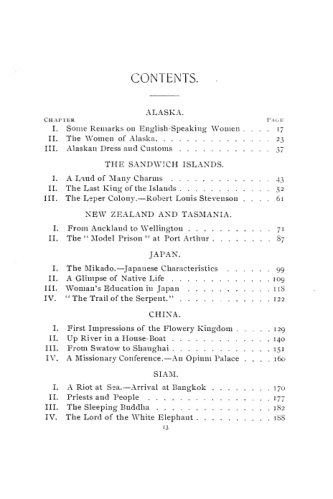 CONTENTS.
ALASKA.
CHAPTER PAGE
I. Some Remarks on English-Speaking Women . . . . 17
II. The Women of Alaska. . . . . . . . . . . . . 23
III. Alaskan Dress and Customs . . . . . . . . . . 37
THE SANDWICH ISLANDS.
I. A Land of Many Charms . . . . . . . . . . . 43
II. The Last King of the Islands . . . . . . . . . . 52
III. The Leper Colony.—Robert Louis Stevenson . . . . 61
NEW ZEALAND AND TASMANIA.
I. From Auckland to Wellington . . . . . . . . . 71
II. The "Model Prison" at Port Arthur . . . . . . . 87
JAPAN.
I. The Mikado.—Japanese Characteristics . . . . . . 99
II. A Glimpse of Native Life . . . . . . . . . . . 109
III. Woman's Education in Japan . . . . . . . . . 118
IV. "The Trail of the Serpent." . . . . . . . . . . 122
CHINA.
I. First Impressions of the Flowery Kingdom . . . . . 129
II. Up River in a House-Boat . . . . . . . . . . . 140
III. From Swatow to Shanghai . . . . . . . . . . . 151
IV. A Missionary Conference.—An Opium Palace . . . . 160
SIAM.
I. A Riot at Sea.—Arrival at Bangkok . . . . . . . 170
II. Priests and People . . . . . . . . . . . . . 177
III. The Sleeping Buddha . . . . . . . . . . . . . 182
IV. The Lord of the White Elephant . . . . . . . . 188
13